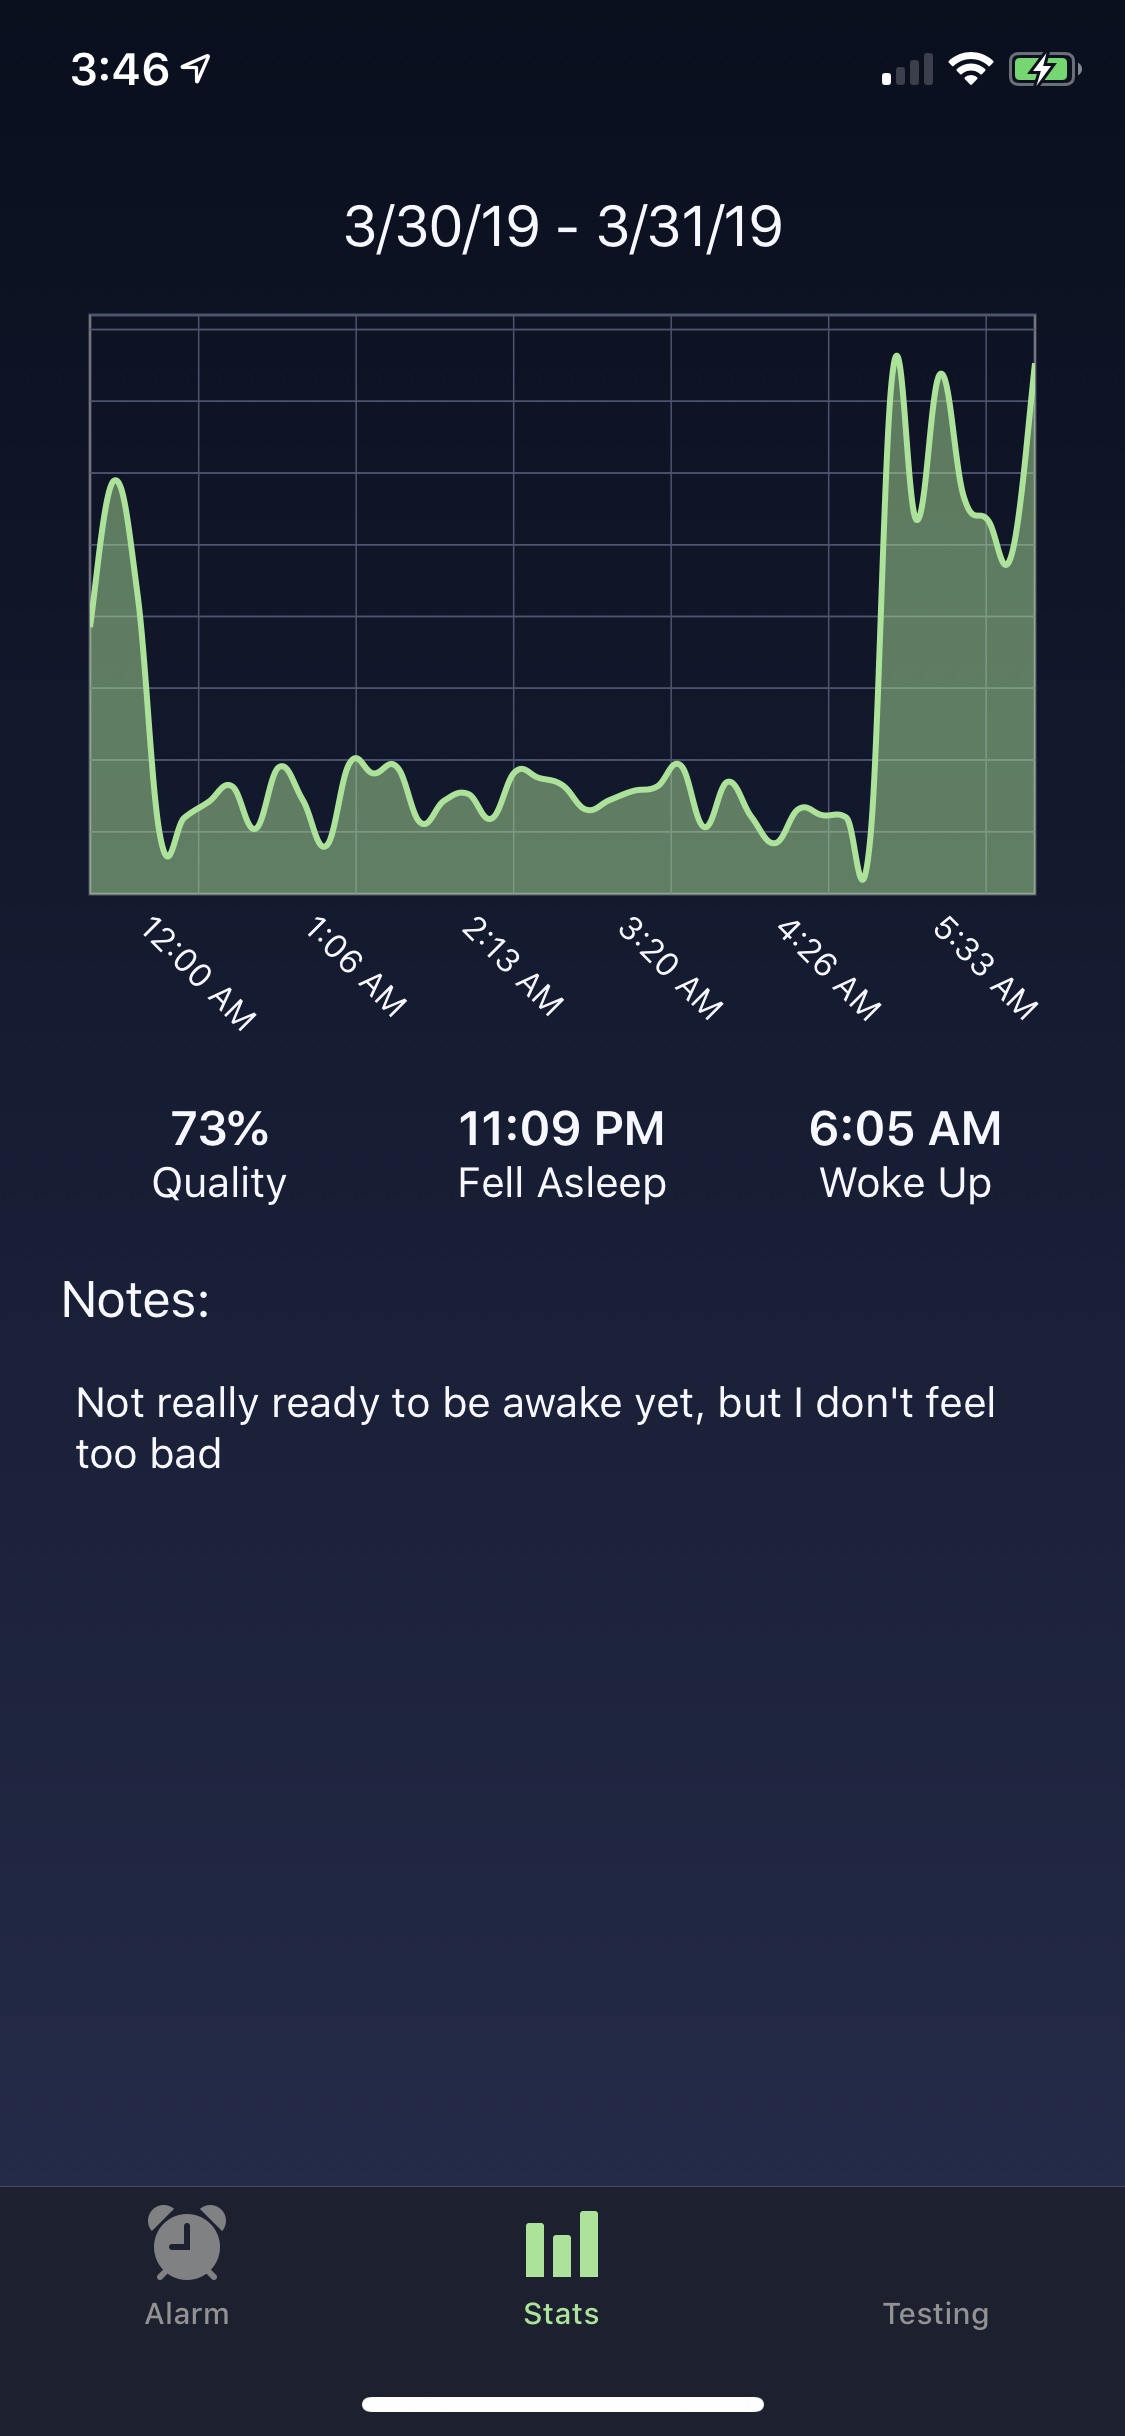 3:46
3/30/19 - 3/31/19
12:00 AM
1:06 AM
2:13 AM
3:20 AM
4:26 AM
5:33 AM
73%
Quality
11:09 PM
Fell Asleep
6:05 AM
Woke Up
Notes:
Not really ready to be awake yet, but I don't feel
too bad
Alarm
Stats
Testing